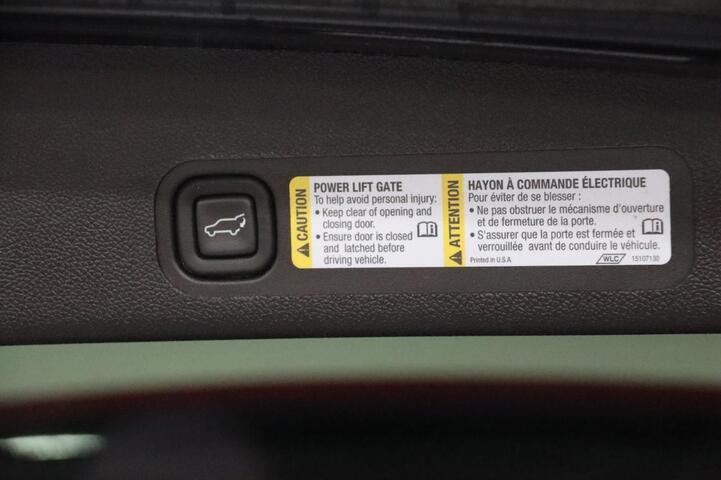 CAUTION
POWER LIFT GATE
To help avoid personal injury:
• Keep clear of opening and
closing door.
• Ensure door is closed
and latched before
driving vehicle.
ATTENTION
HAYON À COMMANDE ÉLECTRIQUE
Pour éviter de se blesser :
• Ne pas obstruer le mécanisme d'ouverture
et de fermeture de la porte.
• S'assurer que la porte est fermée et
verrouillée avant de conduire le véhicule.
Printed in U.S.A.
WLC
15107130